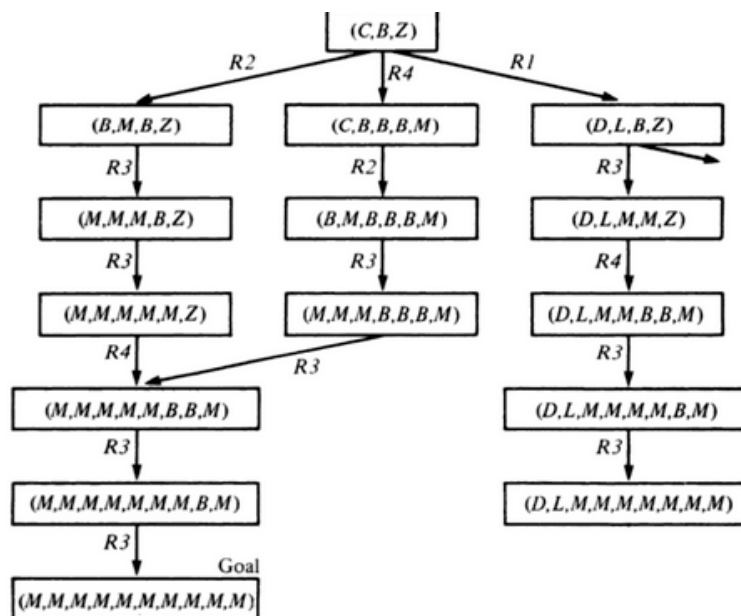 (C,B,Z)
R2
R4
R1
(B,M,B,Z)
(C,B,B,B,M)
(D,L,B,Z)
R3
R2
R3
(M,M,M,B,Z)
(B,M,B,B,B,M)
(D,L,M,M,Z)
R3
R3
R4
(M,M,M,M,M,Z)
(M,M,M,B,B,B,M)
(D,L,M,M,B,B,M)
R4
R3
R3
(M,M,M,M,M,B,B,M)
(D,L,M,M,M,M,B,M)
R3
R3
(M,M,M,M,M,M,M,B,M)
(D,L,M,M,M,M,M,M,M)
R3
Goal
(M,M,M,M,M,M,M,M,M,M)